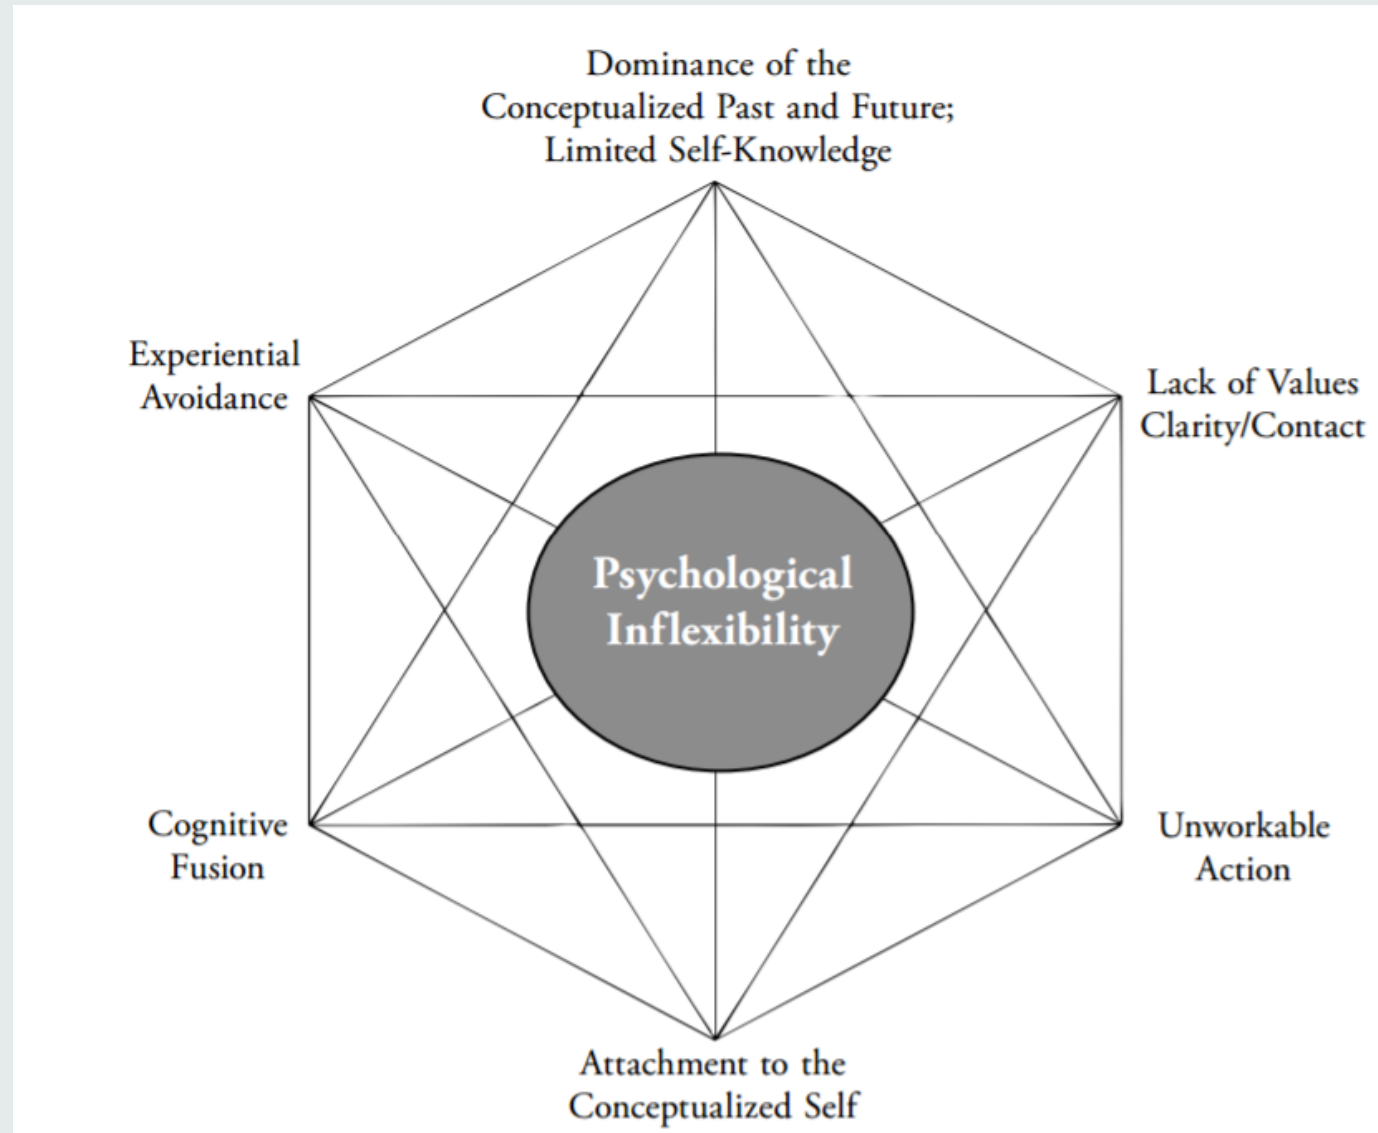 Dominance of the
Conceptualized Past and Future;
Limited Self-Knowledge
Experiential
Avoidance
Lack of Values
Clarity/Contact
Psychological
Inflexibility
Cognitive
Fusion
Unworkable
Action
Attachment to the
Conceptualized Self